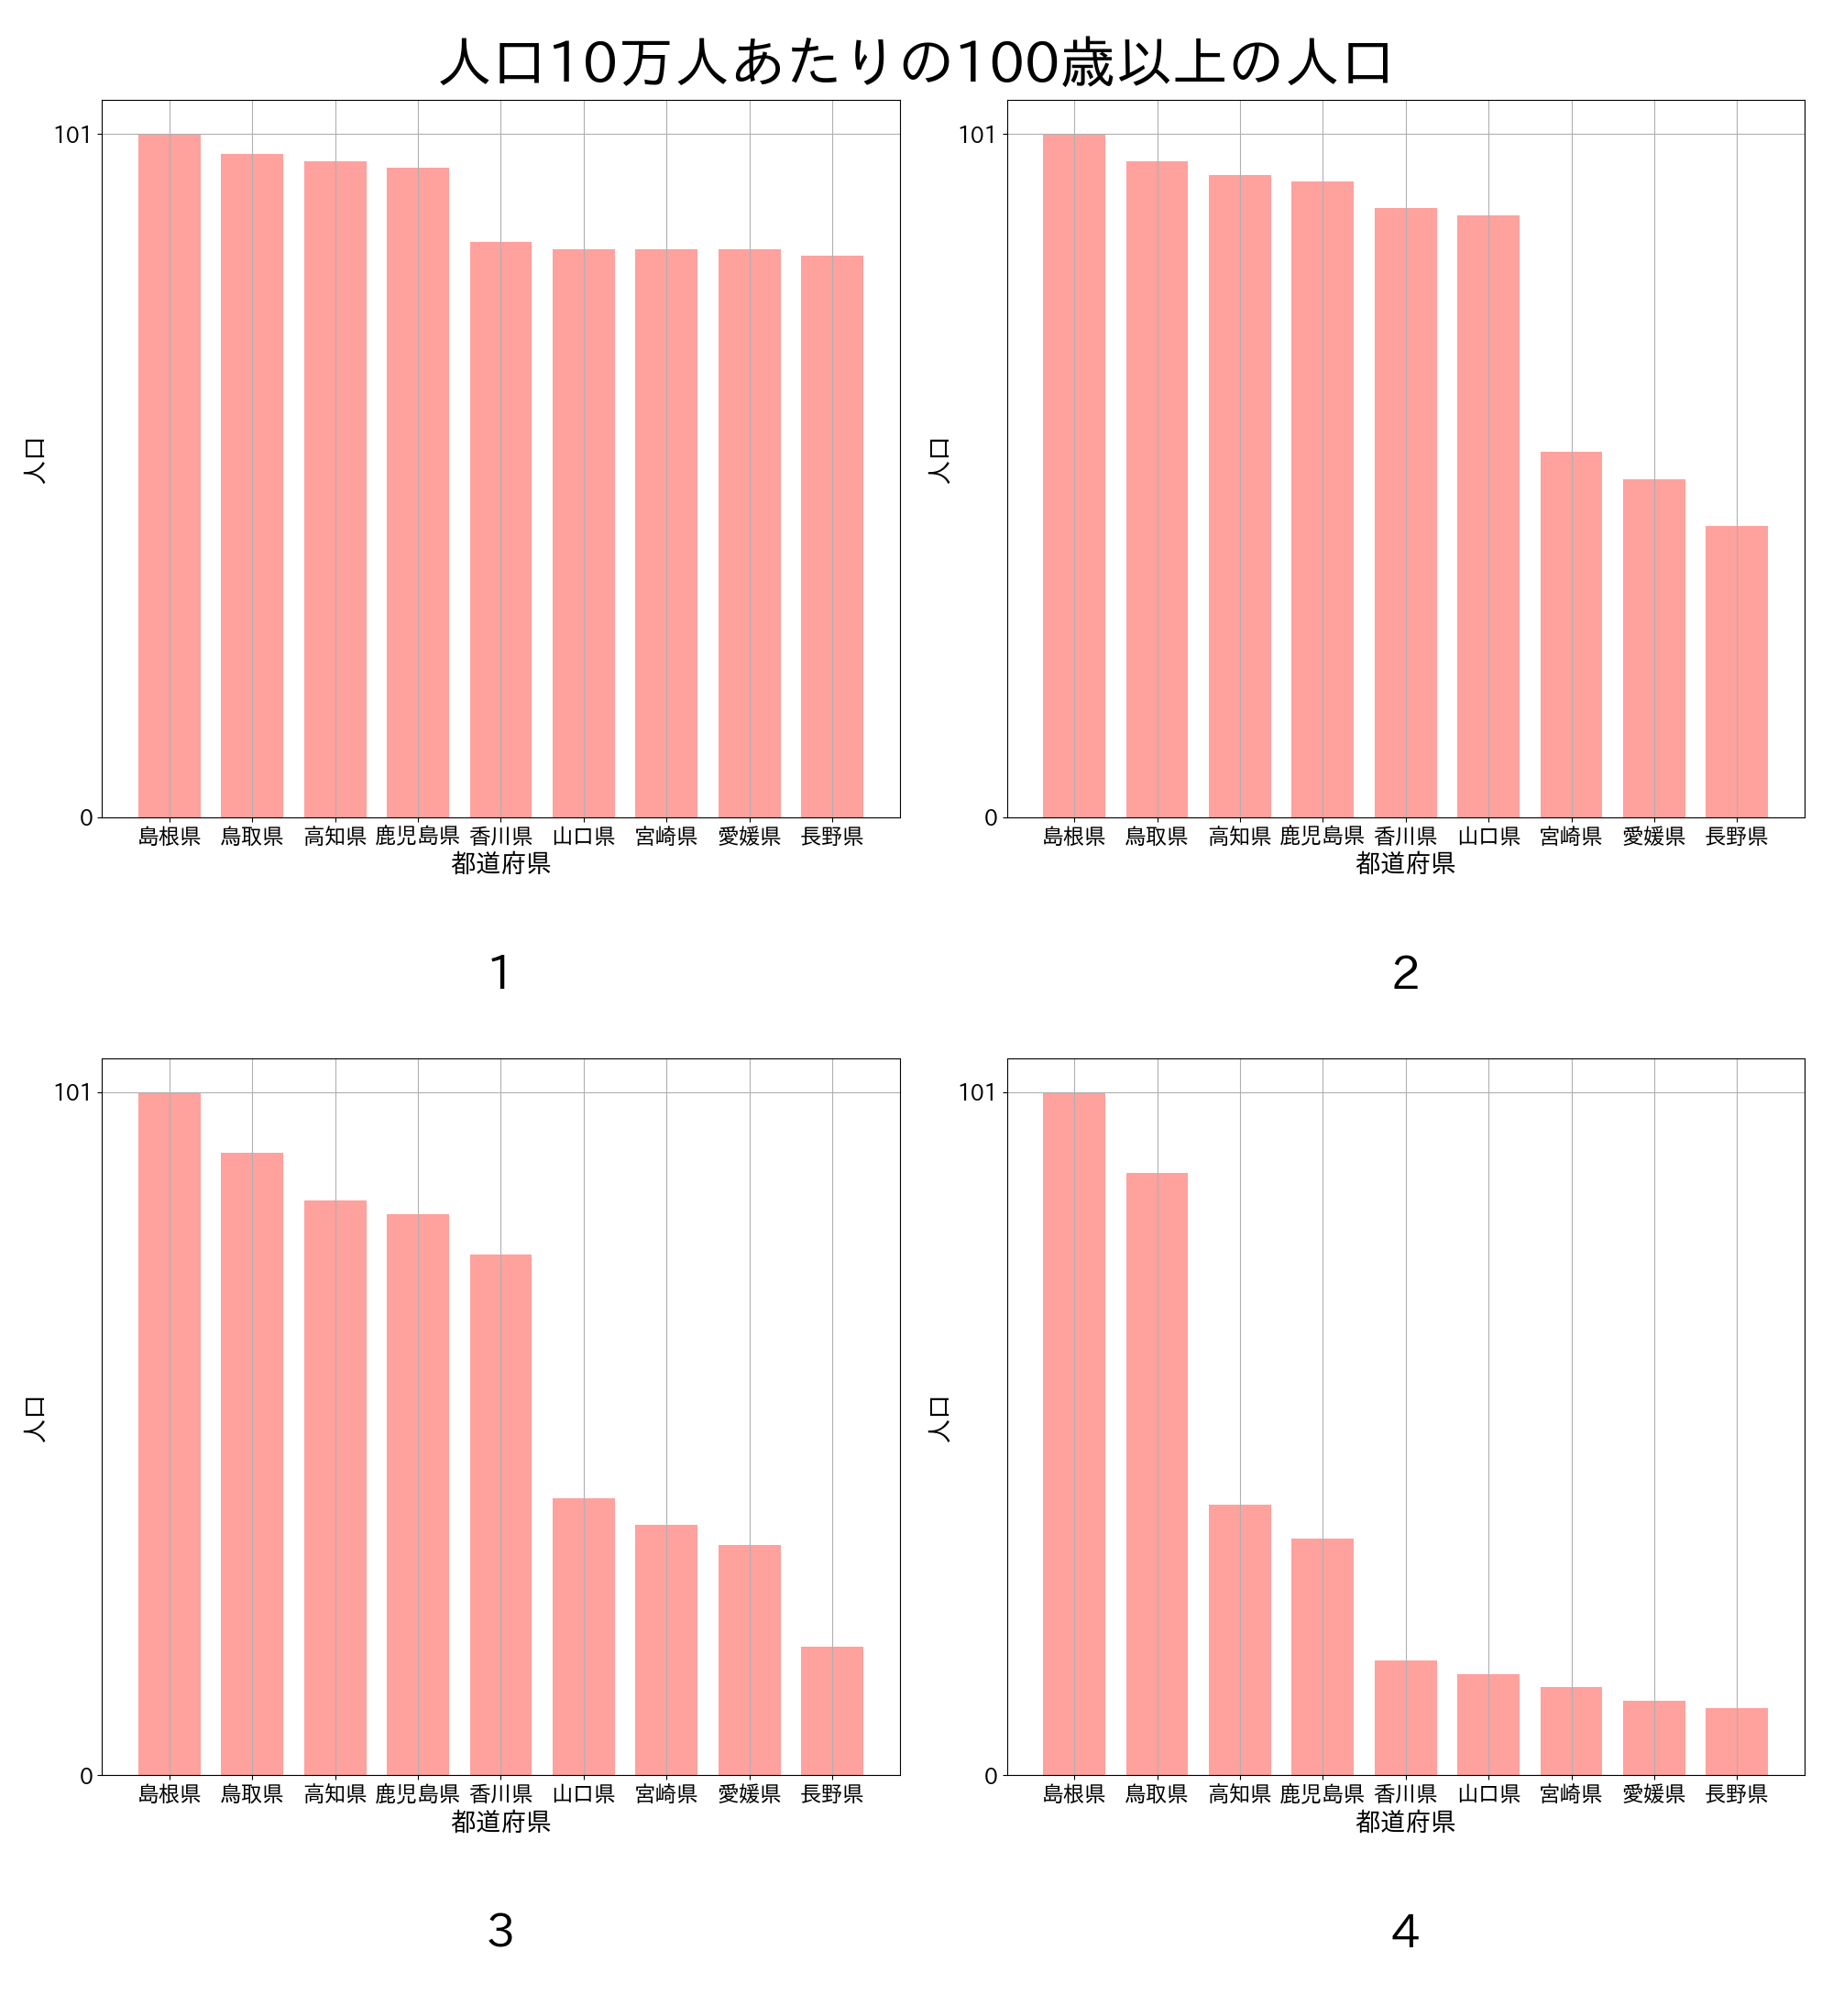 人口10万人あたりの100歳以上の人口
人口
101
0
島根県 鳥取県 高知県 鹿児島県 香川県 山口県 宮崎県 愛媛県 長野県
都道府県
1
人口
101
0
島根県 鳥取県 高知県 鹿児島県 香川県 山口県 宮崎県 愛媛県 長野県
都道府県
2
人口
101
0
島根県 鳥取県 高知県 鹿児島県 香川県 山口県 宮崎県 愛媛県 長野県
都道府県
3
人口
101
0
島根県 鳥取県 高知県 鹿児島県 香川県 山口県 宮崎県 愛媛県 長野県
都道府県
4